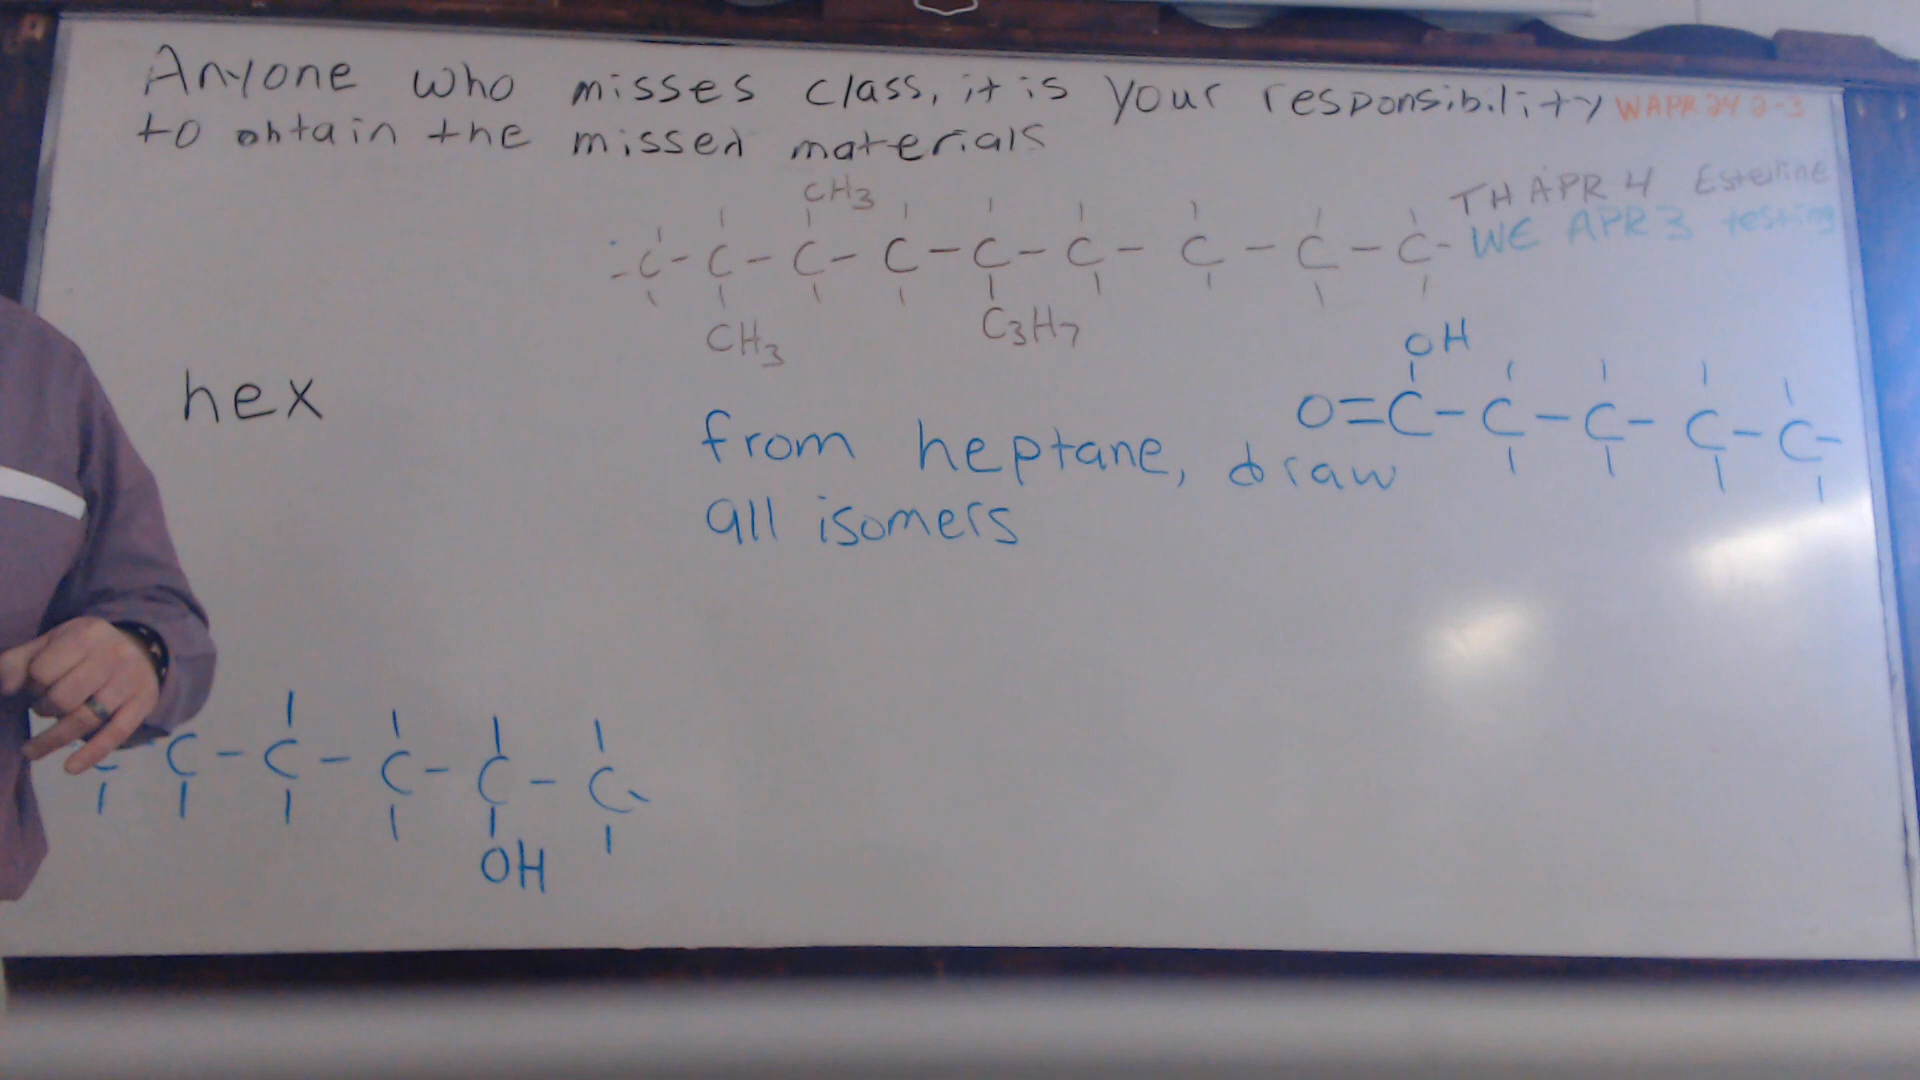 Anyone who misses class, it is your responsibility WAPR 24 2-3
to obtain the missed materials
TH APR 4 Estelline
WE APR 3 testing
CH3
-C-C-C-C-C-C-C-C-C-
CH3 C3H7
hex
OH
O=C-C-C-C-C-
from heptane, draw
all isomers
C-C-C-C-C-C-
OH